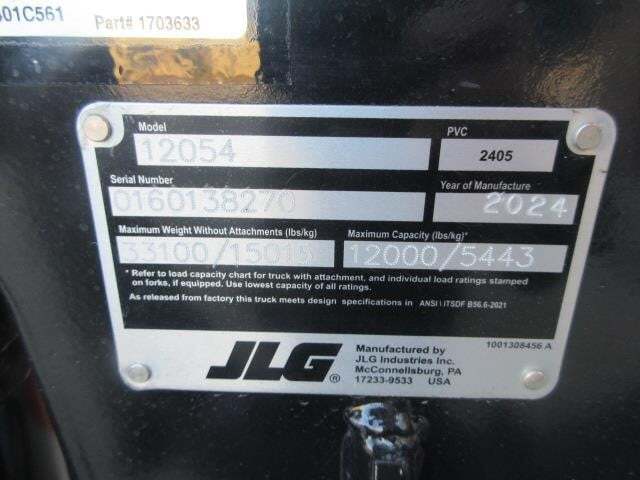 01C561 Part# 1703633
Model PVC
12054 2405
Serial Number Year of Manufacture
0160138270 2024
Maximum Weight Without Attachments (lbs/kg) Maximum Capacity (lbs/kg)*
33100/15015 12000/5443
* Refer to load capacity chart for truck with attachment, and individual load ratings stamped
on forks, if equipped. Use lowest capacity of all ratings.
As released from factory this truck meets design specifications in ANSI \ ITSDF B56.6-2021
1001308456 A
JLG ®
Manufactured by
JLG Industries Inc.
McConnellsburg, PA
17233-9533 USA